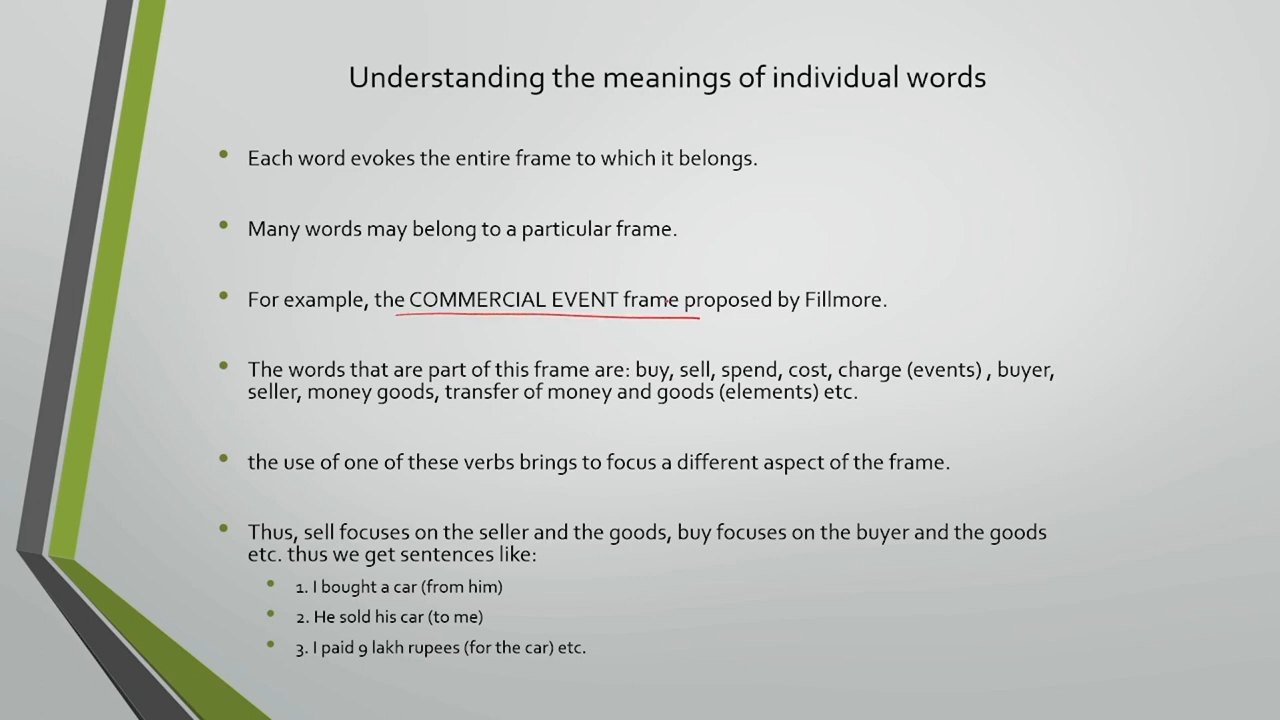 Understanding the meanings of individual words
• Each word evokes the entire frame to which it belongs.
• Many words may belong to a particular frame.
• For example, the COMMERCIAL EVENT frame proposed by Fillmore.
• The words that are part of this frame are: buy, sell, spend, cost, charge (events) , buyer,
seller, money goods, transfer of money and goods (elements) etc.
• the use of one of these verbs brings to focus a different aspect of the frame.
• Thus, sell focuses on the seller and the goods, buy focuses on the buyer and the goods
etc. thus we get sentences like:
• 1. I bought a car (from him)
• 2. He sold his car (to me)
• 3. I paid 9 lakh rupees (for the car) etc.